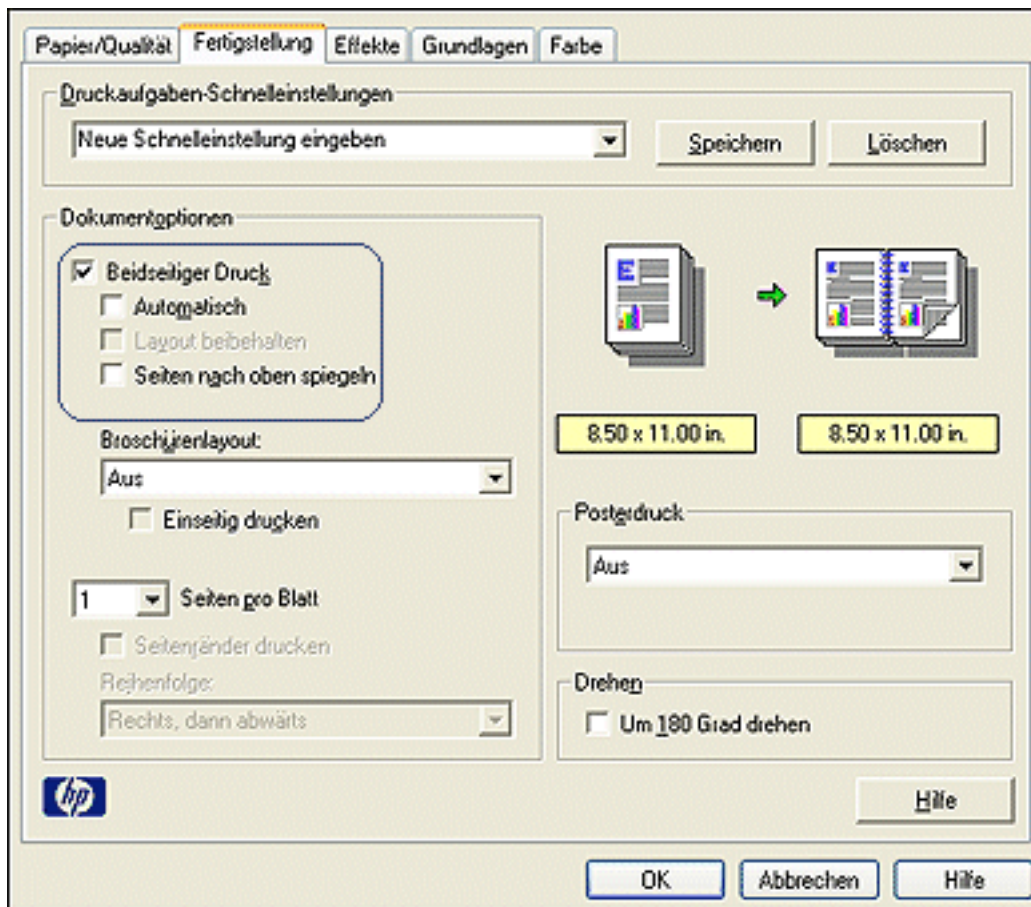 Papier/Qualität Fertigstellung Effekte Grundlagen Farbe
Druckaufgaben-Schnelleinstellungen
Neue Schnelleinstellung eingeben Speichern Löschen
Dokumentoptionen
Beidseitiger Druck
Automatisch
Layout beibehalten
Seiten nach oben spiegeln
8.50 x 11.00 in. 8.50 x 11.00 in.
Broschürenlayout:
Aus
Einseitig drucken
Posterdruck
Aus
1 Seiten pro Blatt
Seitenränder drucken
Reihenfolge:
Rechts, dann abwärts
Drehen
Um 180 Grad drehen
hp
Hilfe
OK Abbrechen Hilfe